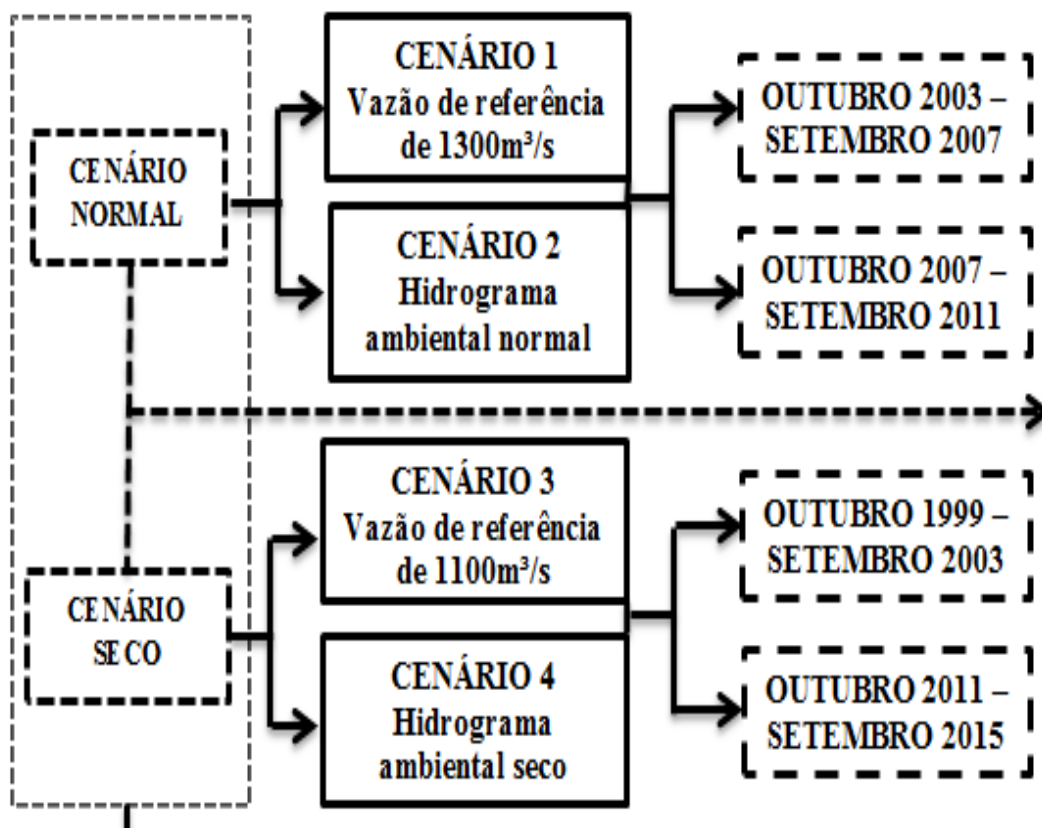 CENÁRIO
NORMAL
CENÁRIO 1
Vazão de referência
de 1300m³/s
CENÁRIO 2
Hidrograma
ambiental normal
OUTUBRO 2003 –
SETEMBRO 2007
OUTUBRO 2007 –
SETEMBRO 2011
CENÁRIO
SECO
CENÁRIO 3
Vazão de referência
de 1100m³/s
CENÁRIO 4
Hidrograma
ambiental seco
OUTUBRO 1999 –
SETEMBRO 2003
OUTUBRO 2011 –
SETEMBRO 2015